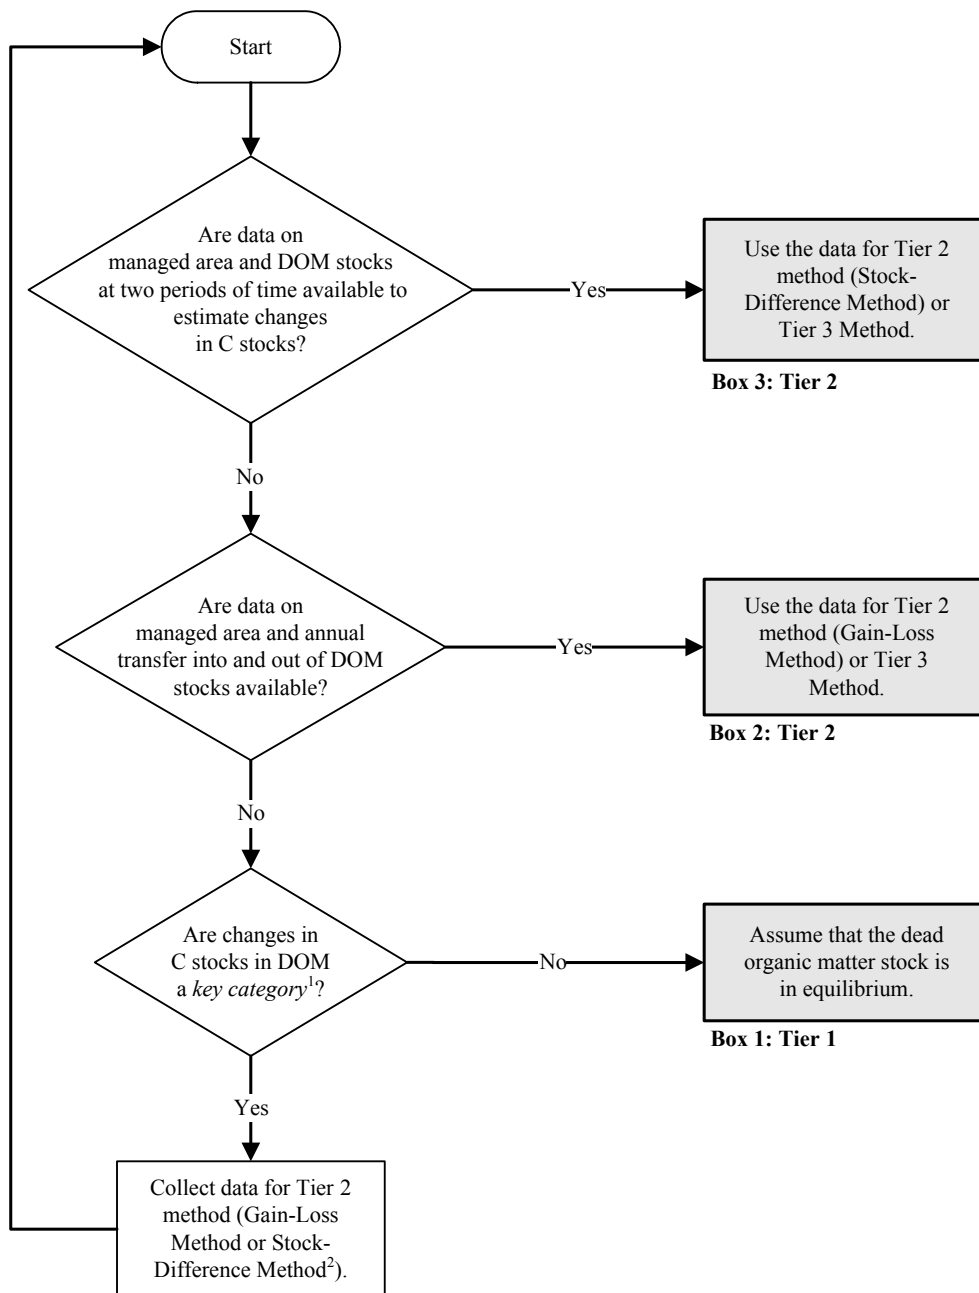 Start
Are data on
managed area and DOM stocks
at two periods of time available to
estimate changes
in C stocks?
Yes
Use the data for Tier 2
method (Stock-
Difference Method) or
Tier 3 Method.
Box 3: Tier 2
No
Are data on
managed area and annual
transfer into and out of DOM
stocks available?
Yes
Use the data for Tier 2
method (Gain-Loss
Method) or Tier 3
Method.
Box 2: Tier 2
No
Are changes in
C stocks in DOM
a key category¹?
No
Assume that the dead
organic matter stock is
in equilibrium.
Box 1: Tier 1
Yes
Collect data for Tier 2
method (Gain-Loss
Method or Stock-
Difference Method²).